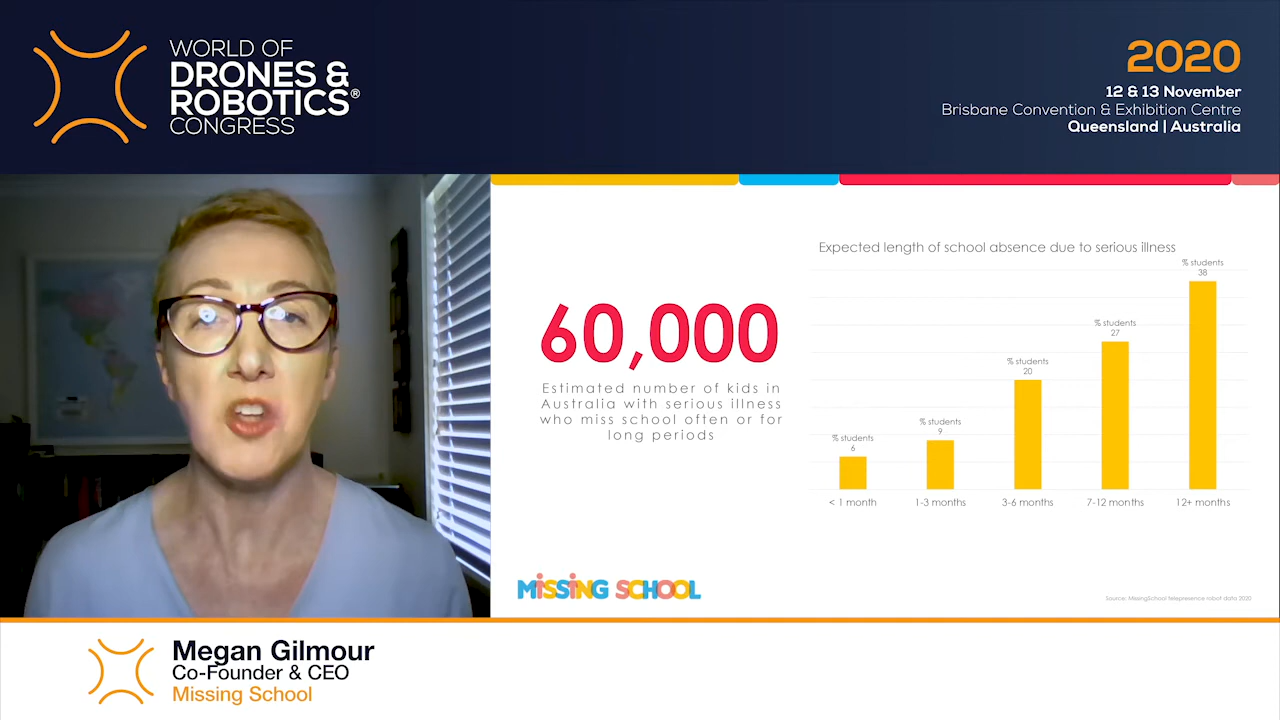 WORLD OF
DRONES &
ROBOTICS®
CONGRESS
2020
12 & 13 November
Brisbane Convention & Exhibition Centre
Queensland | Australia
60,000
Estimated number of kids in
Australia with serious illness
who miss school often or for
long periods
Expected length of school absence due to serious illness
% students
6
% students
9
% students
20
% students
27
% students
38
< 1 month
1-3 months
3-6 months
7-12 months
12+ months
MiSSiNG SCHOOL
Source: MissingSchool telepresence robot data 2020
Megan Gilmour
Co-Founder & CEO
Missing School